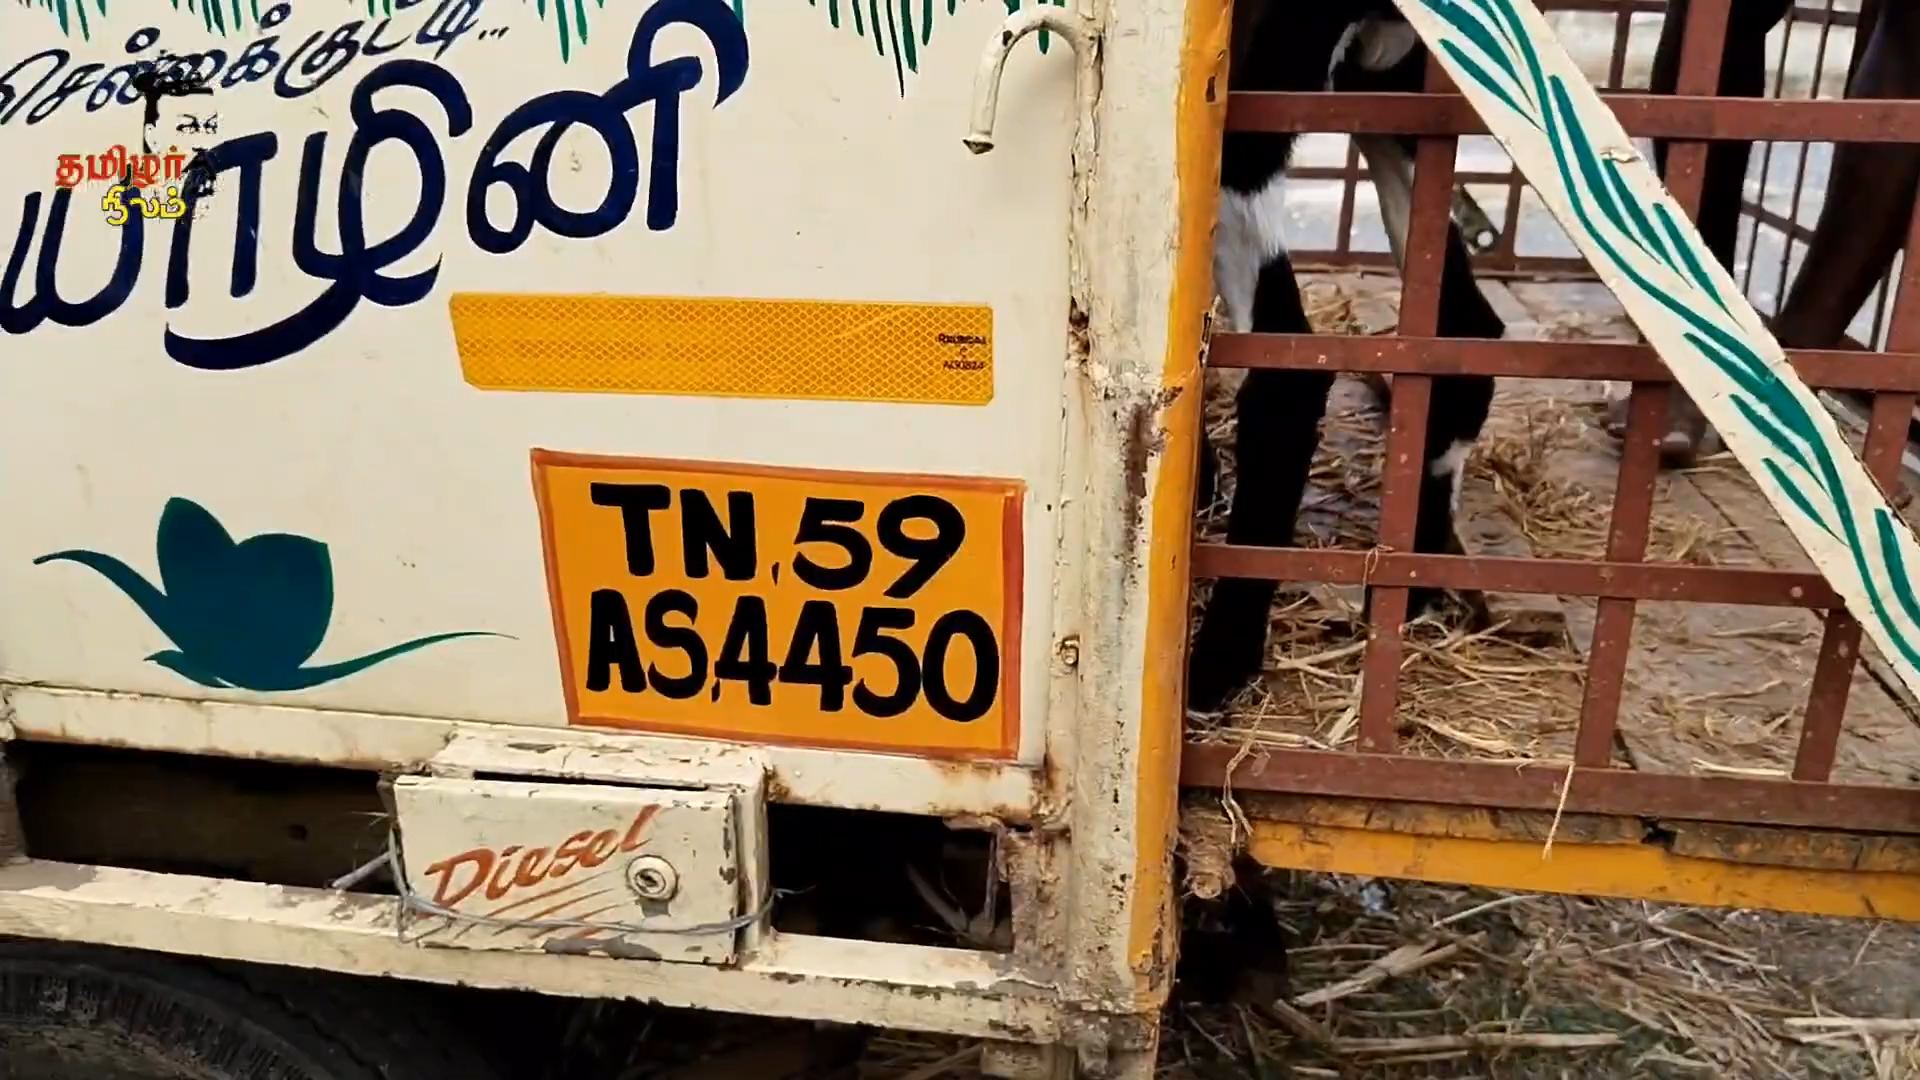 செல்லக்குட்டி...
யாழினி
தமிழர்
நிலம்
TN.59
AS.4450
Diesel